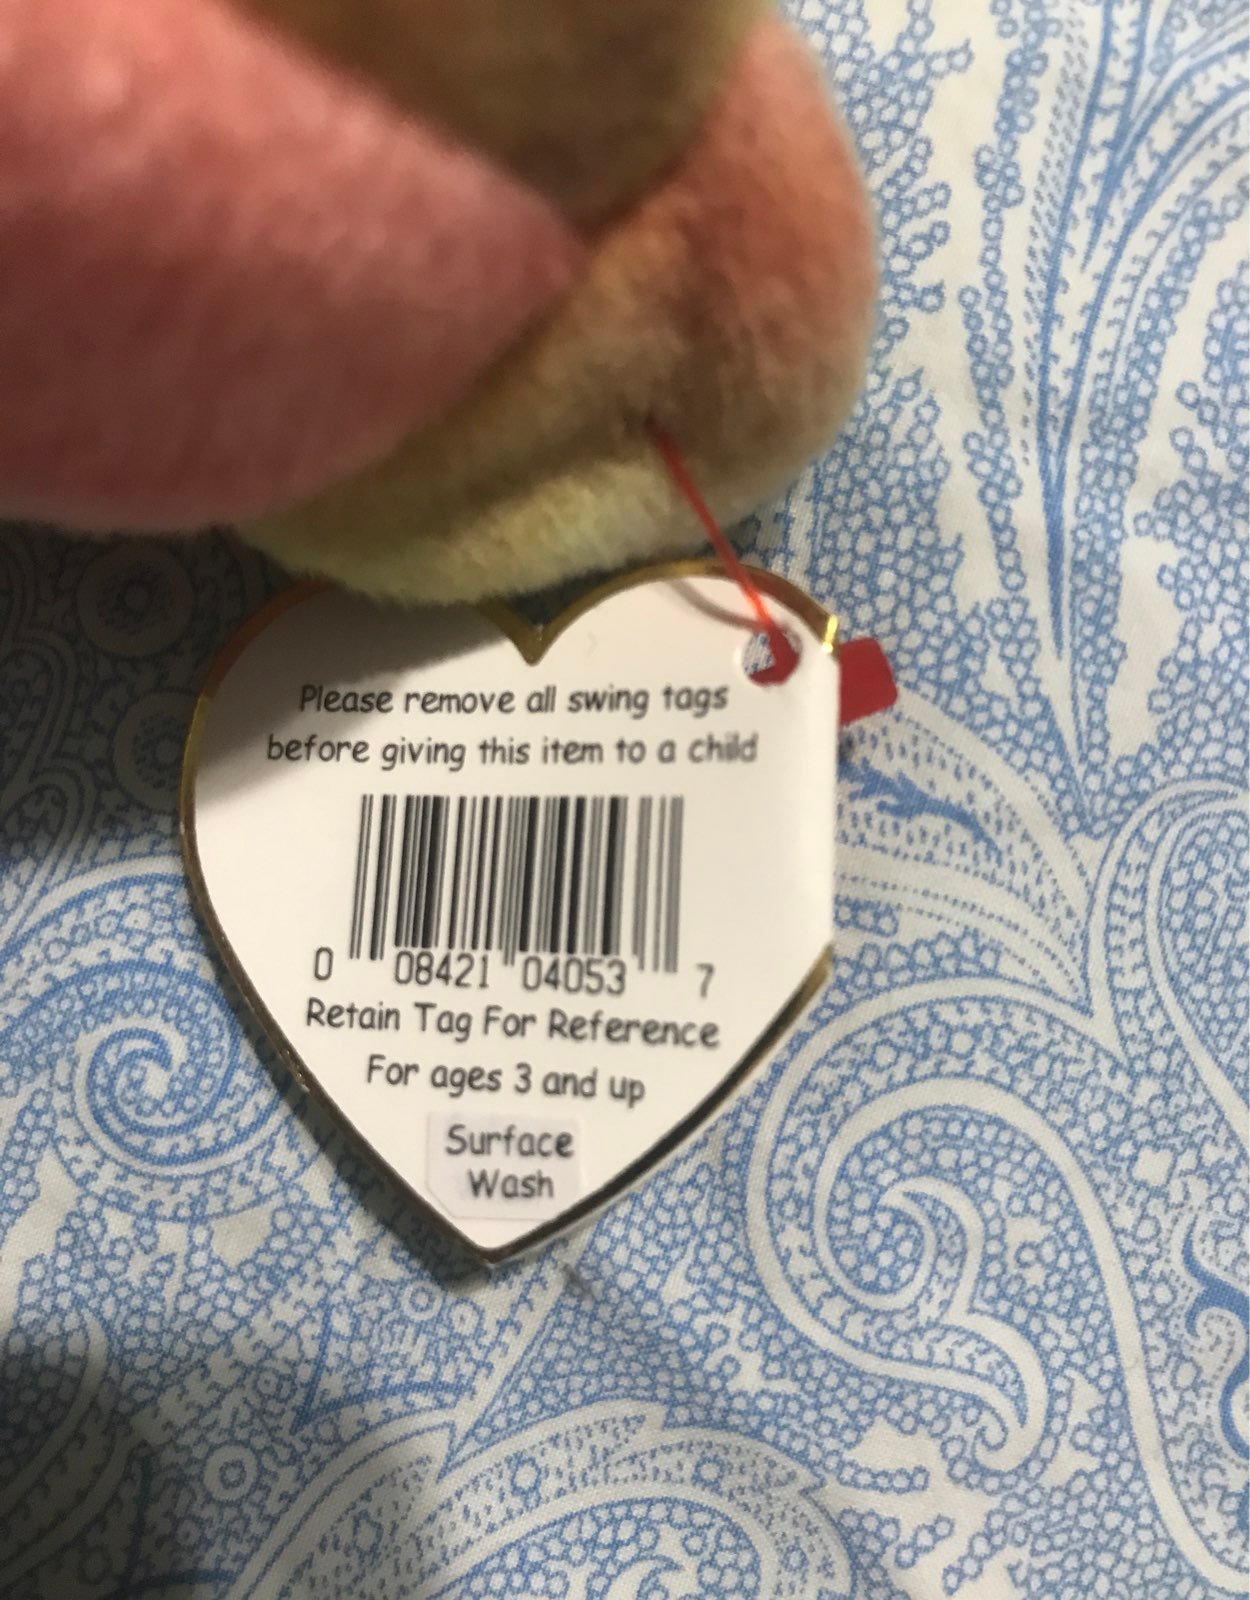 Please remove all swing tags
before giving this item to a child
0 08421 04053 7
Retain Tag For Reference
For ages 3 and up
Surface
Wash